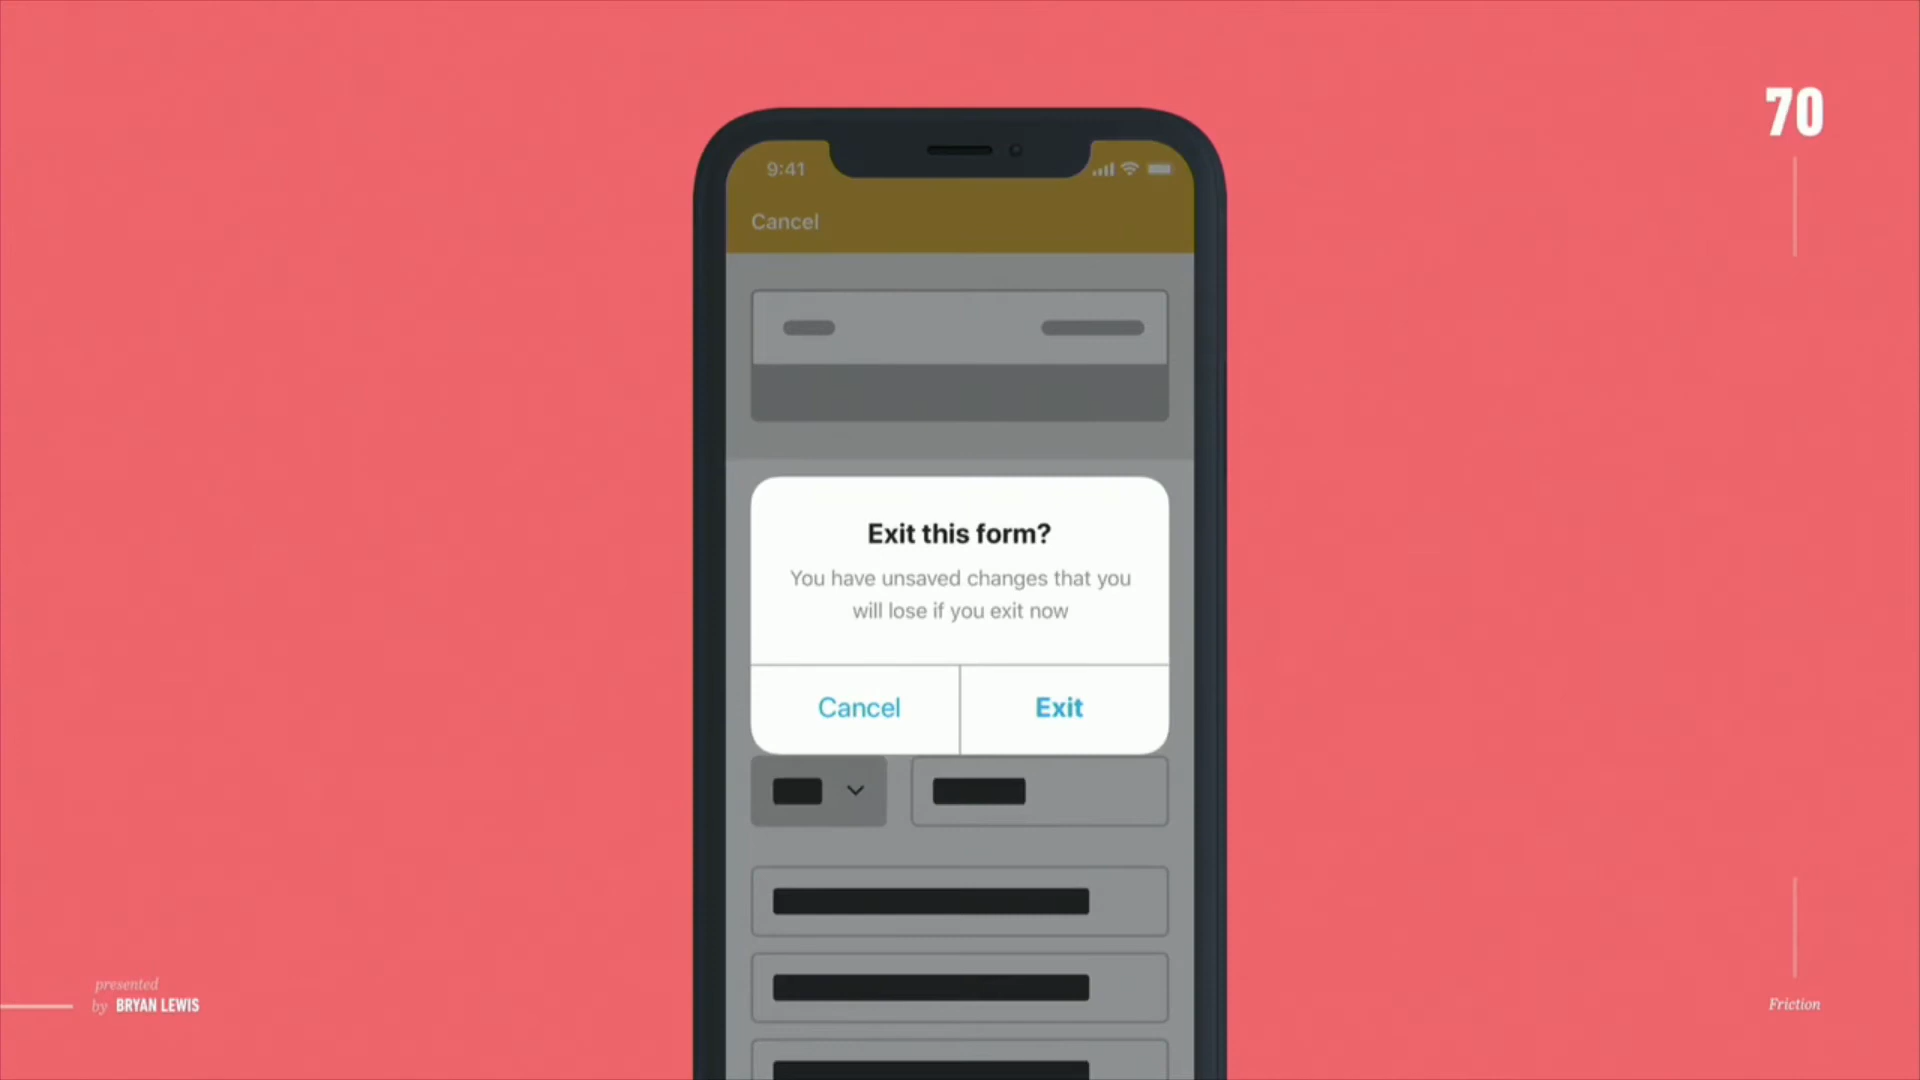 70
9:41
Cancel
Exit this form?
You have unsaved changes that you
will lose if you exit now
Cancel
Exit
presented
by BRYAN LEWIS
Friction